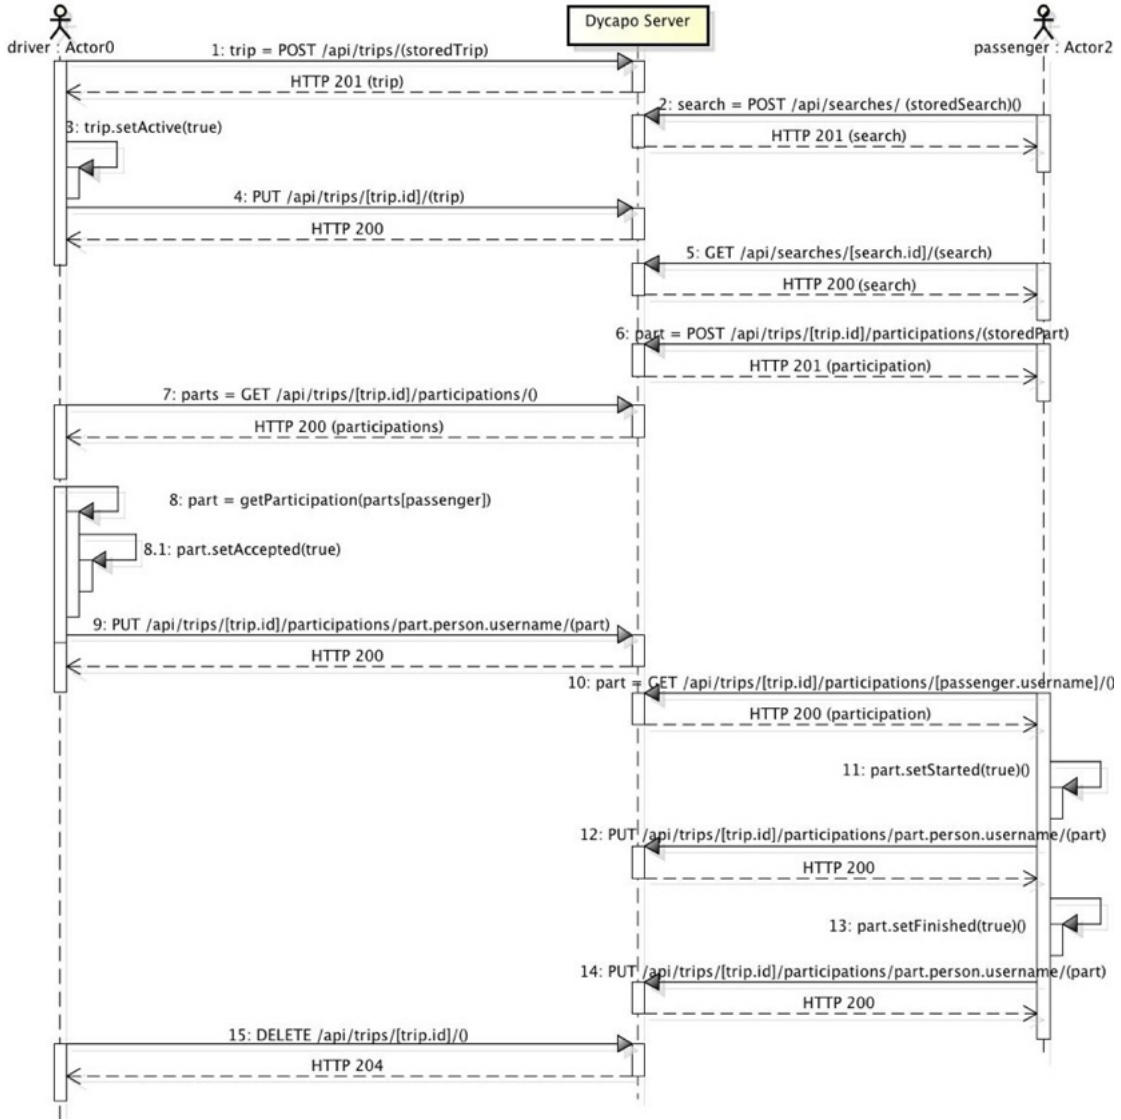 Dycapo Server
driver : Actor0
passenger : Actor2
1: trip = POST /api/trips/(storedTrip)
HTTP 201 (trip)
2: search = POST /api/searches/ (storedSearch)()
3: trip.setActive(true)
HTTP 201 (search)
4: PUT /api/trips/[trip.id]/(trip)
HTTP 200
5: GET /api/searches/[search.id]/(search)
HTTP 200 (search)
6: part = POST /api/trips/[trip.id]/participations/(storedPart)
HTTP 201 (participation)
7: parts = GET /api/trips/[trip.id]/participations/()
HTTP 200 (participations)
8: part = getParticipation(parts[passenger])
8.1: part.setAccepted(true)
9: PUT /api/trips/[trip.id]/participations/part.person.username/(part)
HTTP 200
10: part = GET /api/trips/[trip.id]/participations/[passenger.username]/()
HTTP 200 (participation)
11: part.setStarted(true)()
12: PUT /api/trips/[trip.id]/participations/part.person.username/(part)
HTTP 200
13: part.setFinished(true)()
14: PUT /api/trips/[trip.id]/participations/part.person.username/(part)
HTTP 200
15: DELETE /api/trips/[trip.id]/()
HTTP 204